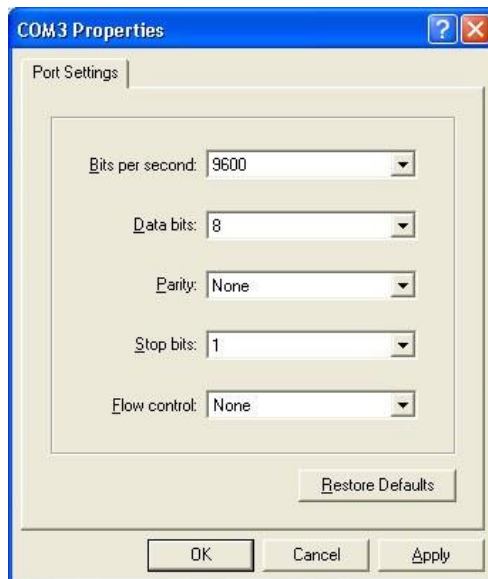 COM3 Properties
Port Settings
Bits per second: 9600
Data bits: 8
Parity: None
Stop bits: 1
Flow control: None
Restore Defaults
OK Cancel Apply